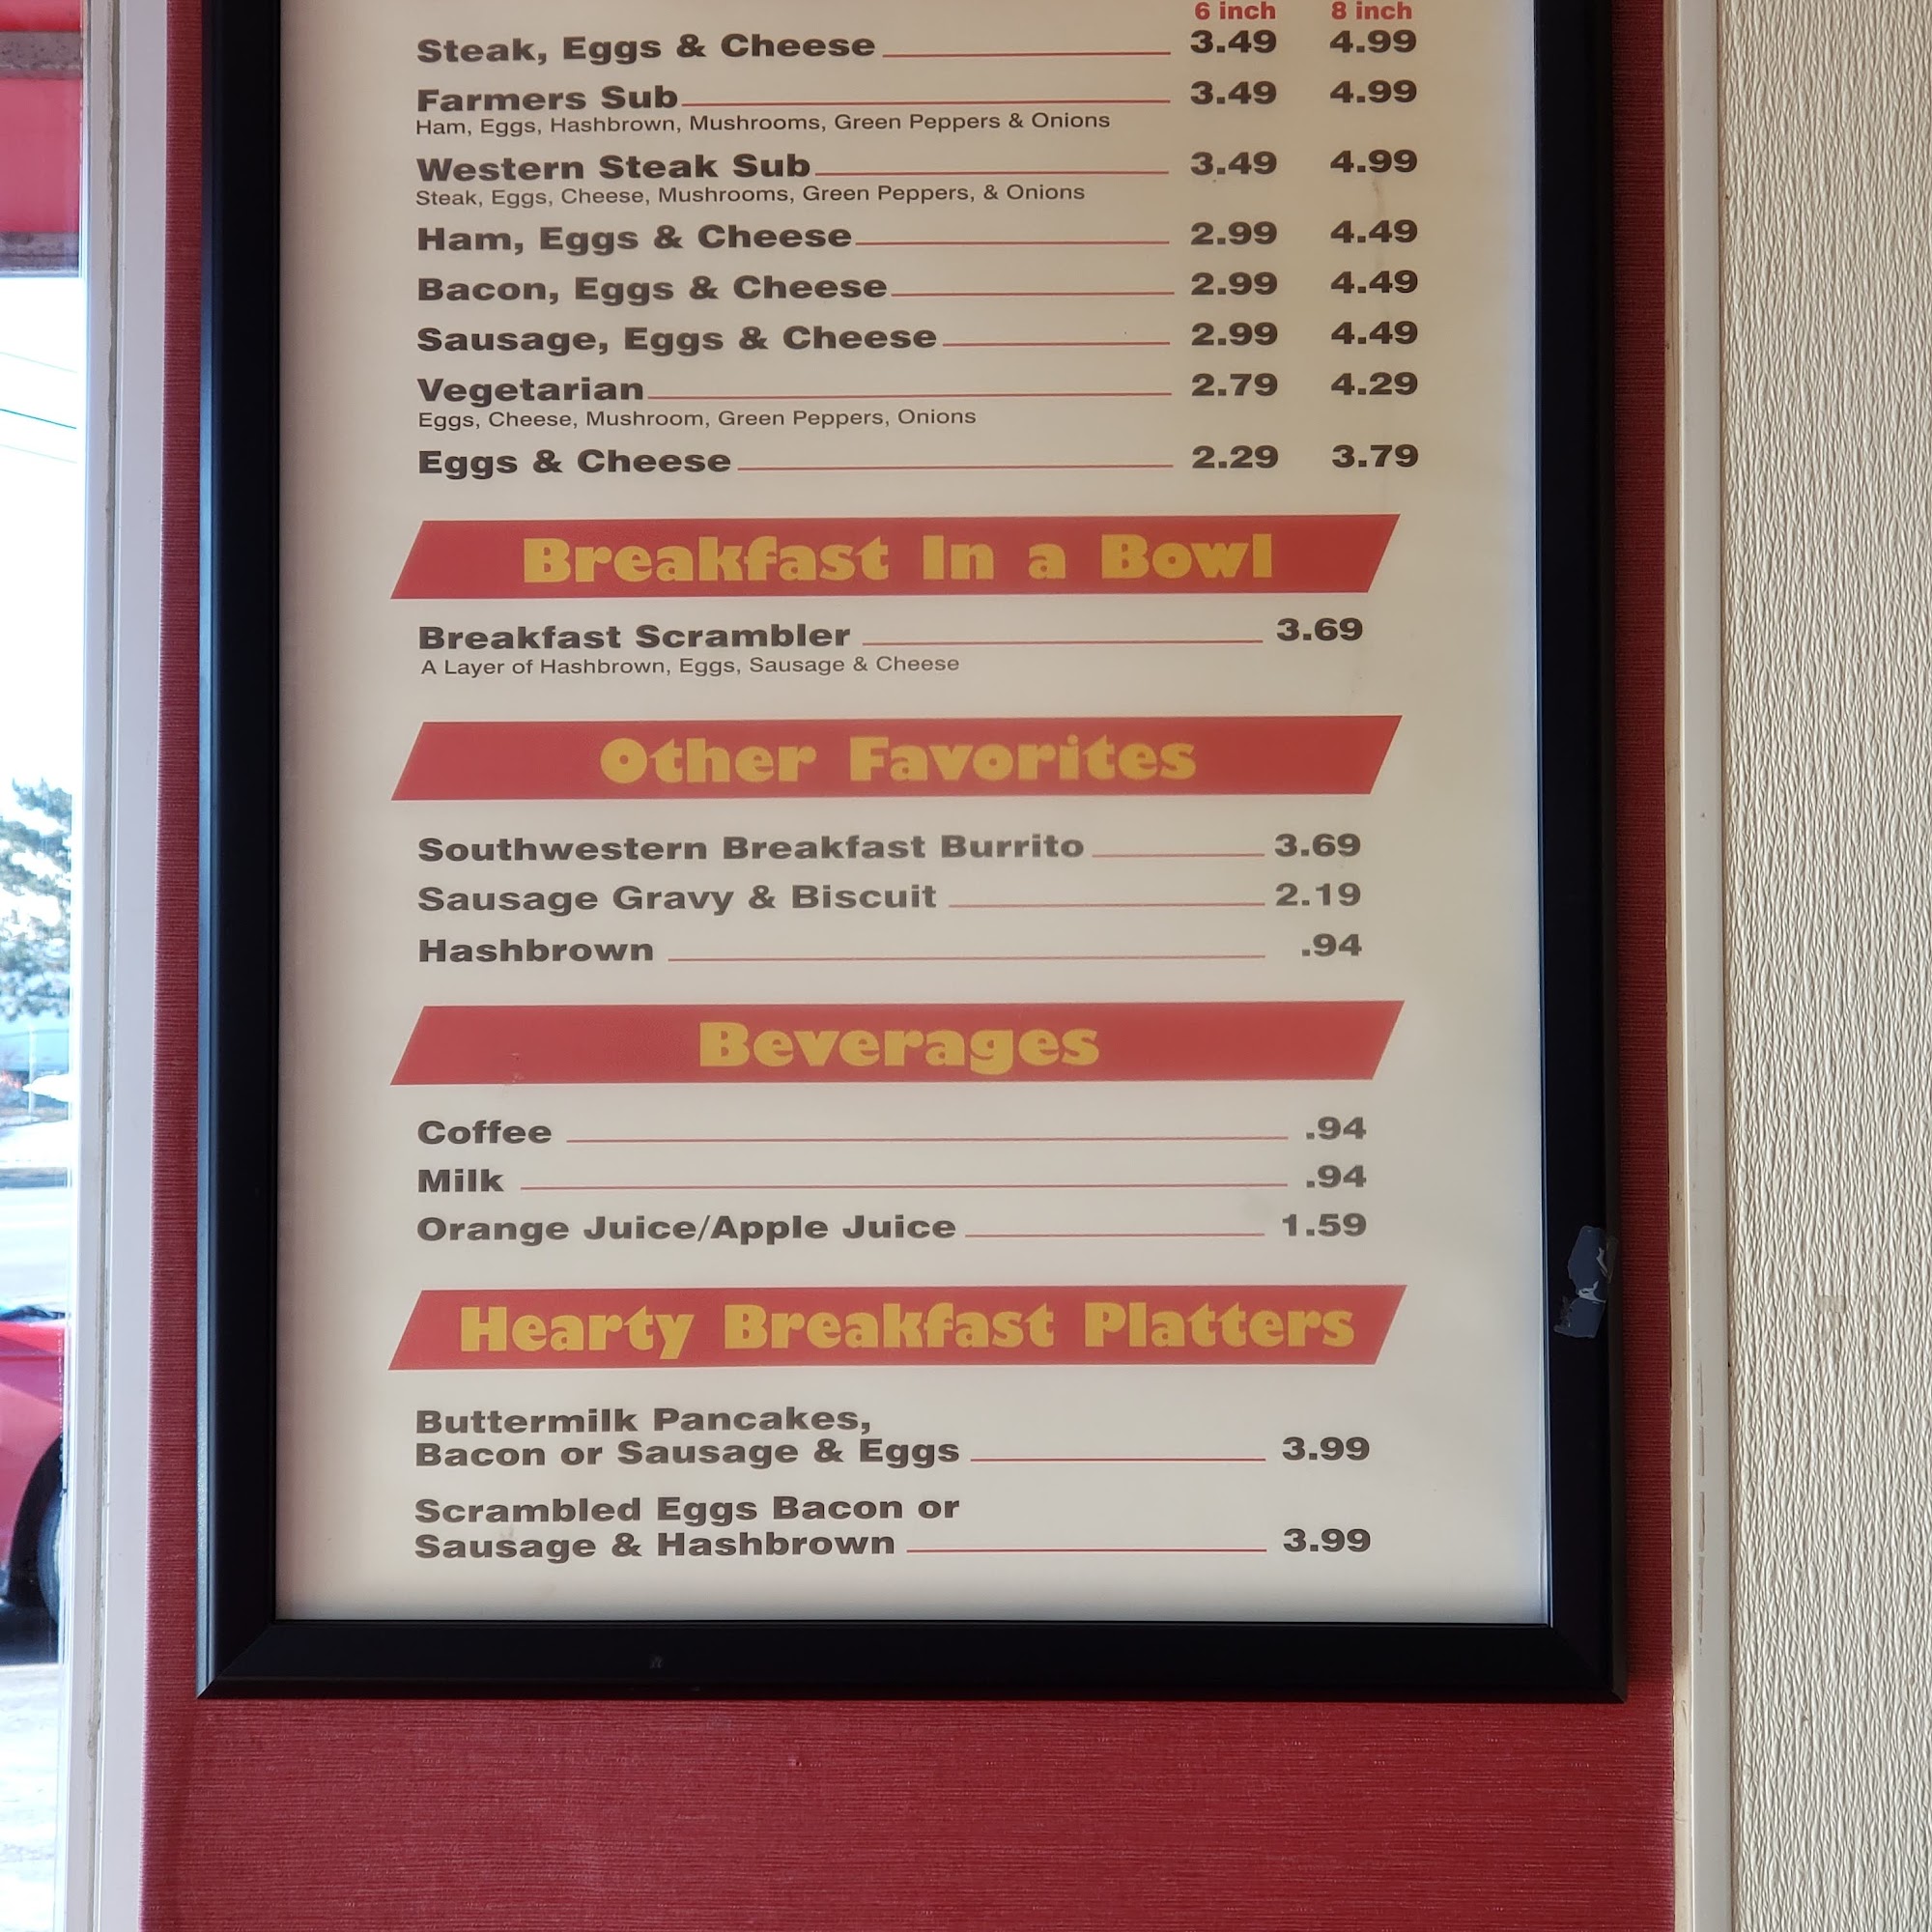 6 inch 8 inch
Steak, Eggs & Cheese 3.49 4.99
Farmers Sub 3.49 4.99
Ham, Eggs, Hashbrown, Mushrooms, Green Peppers & Onions
Western Steak Sub 3.49 4.99
Steak, Eggs, Cheese, Mushrooms, Green Peppers, & Onions
Ham, Eggs & Cheese 2.99 4.49
Bacon, Eggs & Cheese 2.99 4.49
Sausage, Eggs & Cheese 2.99 4.49
Vegetarian 2.79 4.29
Eggs, Cheese, Mushroom, Green Peppers, Onions
Eggs & Cheese 2.29 3.79
Breakfast In a Bowl
Breakfast Scrambler 3.69
A Layer of Hashbrown, Eggs, Sausage & Cheese
Other Favorites
Southwestern Breakfast Burrito 3.69
Sausage Gravy & Biscuit 2.19
Hashbrown .94
Beverages
Coffee .94
Milk .94
Orange Juice/Apple Juice 1.59
Hearty Breakfast Platters
Buttermilk Pancakes,
Bacon or Sausage & Eggs 3.99
Scrambled Eggs Bacon or
Sausage & Hashbrown 3.99